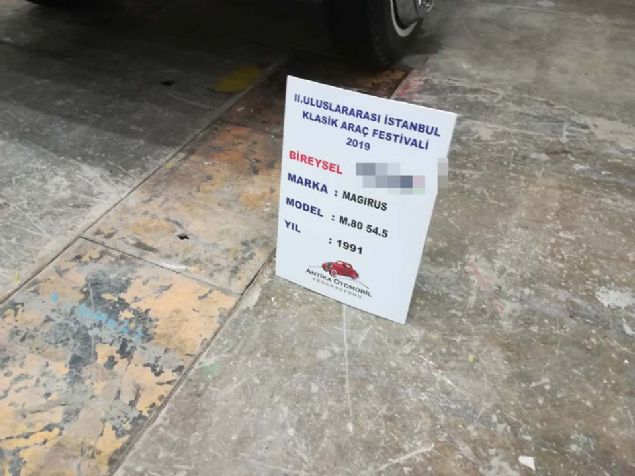 II.ULUSLARARASI İSTANBUL
KLASİK ARAÇ FESTİVALİ
2019
BİREYSEL
MARKA : MAGIRUS
MODEL : M.80 54.5
YIL : 1991
ANTİKA OTOMOBİL
FEDERASYONU